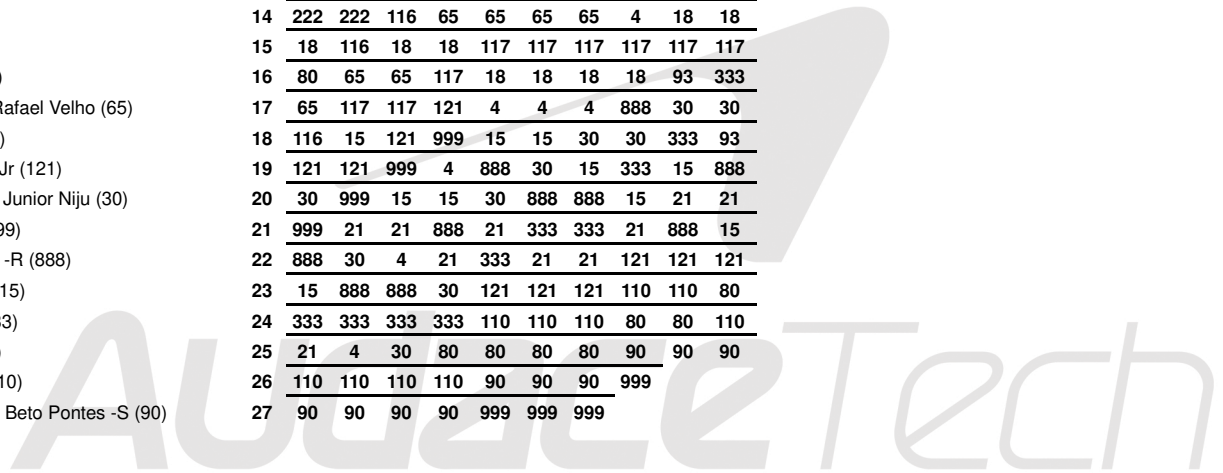 14 222 222 116 65 65 65 65 4 18 18
15 18 116 18 18 117 117 117 117 117 117
) 16 80 65 65 117 18 18 18 18 93 333
Rafael Velho (65) 17 65 117 117 121 4 4 4 888 30 30
) 18 116 15 121 999 15 15 30 30 333 93
Jr (121) 19 121 121 999 4 888 30 15 333 15 888
Junior Niju (30) 20 30 999 15 15 30 888 888 15 21 21
99) 21 999 21 21 888 21 333 333 21 888 15
-R (888) 22 888 30 4 21 333 21 21 121 121 121
15) 23 15 888 888 30 121 121 121 110 110 80
33) 24 333 333 333 333 110 110 110 80 80 110
) 25 21 4 30 80 80 80 80 90 90 90
10) 26 110 110 110 110 90 90 90 999
Beto Pontes -S (90) 27 90 90 90 90 999 999 999
AudaceTech